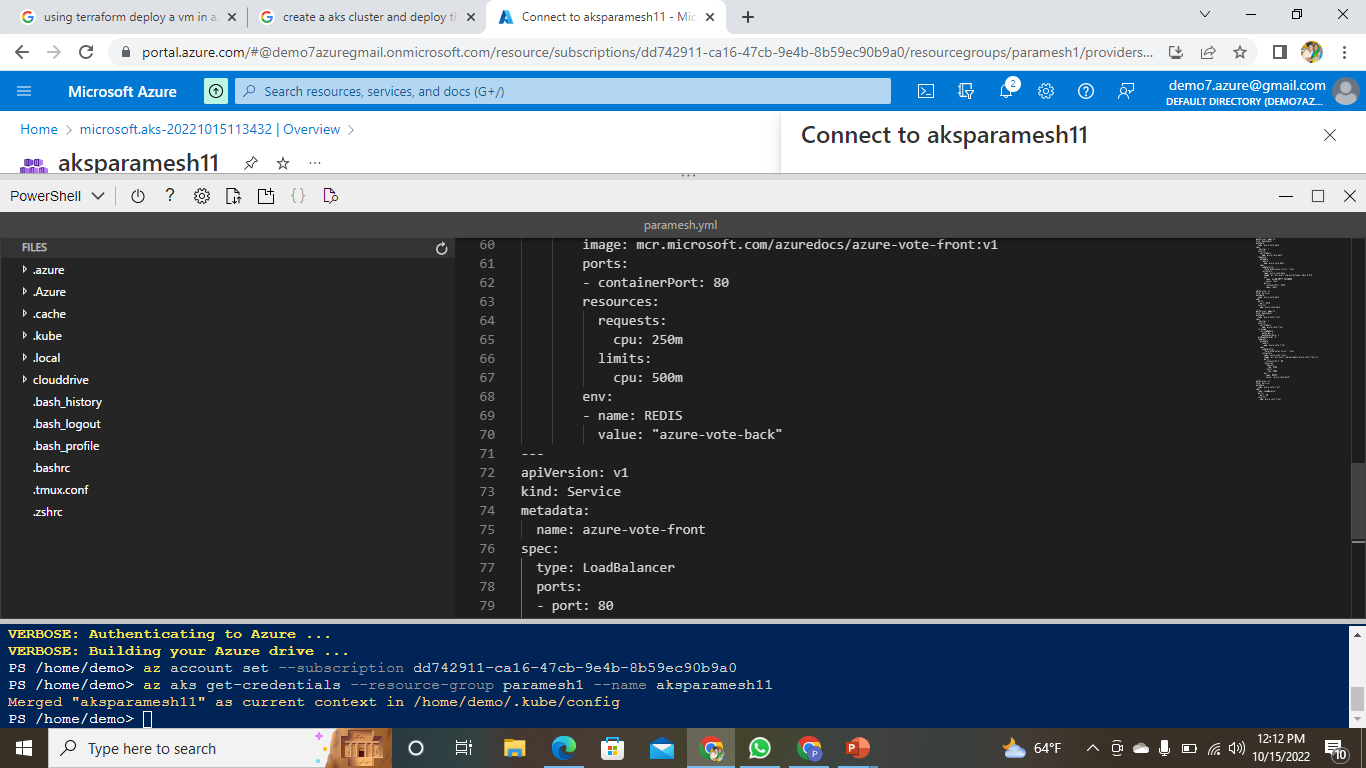 using terraform deploy a vm in a
create a aks cluster and deploy th
Connect to aksparamesh11 - Mic
portal.azure.com/#@demo7azuregmail.onmicrosoft.com/resource/subscriptions/dd742911-ca16-47cb-9e4b-8b59ec90b9a0/resourcegroups/paramesh1/providers...
Microsoft Azure
Search resources, services, and docs (G+/)
2
demo7.azure@gmail.com
DEFAULT DIRECTORY (DEMO7AZ...
Home > microsoft.aks-20221015113432 | Overview >
aksparamesh11
Connect to aksparamesh11
PowerShell
paramesh.yml
FILES
.azure
.Azure
.cache
.kube
.local
clouddrive
.bash_history
.bash_logout
.bash_profile
.bashrc
.tmux.conf
.zshrc
60 image: mcr.microsoft.com/azuredocs/azure-vote-front:v1
61 ports:
62 - containerPort: 80
63 resources:
64 requests:
65 cpu: 250m
66 limits:
67 cpu: 500m
68 env:
69 - name: REDIS
70 value: "azure-vote-back"
71 ---
72 apiVersion: v1
73 kind: Service
74 metadata:
75 name: azure-vote-front
76 spec:
77 type: LoadBalancer
78 ports:
79 - port: 80
VERBOSE: Authenticating to Azure ...
VERBOSE: Building your Azure drive ...
PS /home/demo> az account set --subscription dd742911-ca16-47cb-9e4b-8b59ec90b9a0
PS /home/demo> az aks get-credentials --resource-group paramesh1 --name aksparamesh11
Merged "aksparamesh11" as current context in /home/demo/.kube/config
PS /home/demo>
Type here to search
64°F
12:12 PM
10/15/2022
10